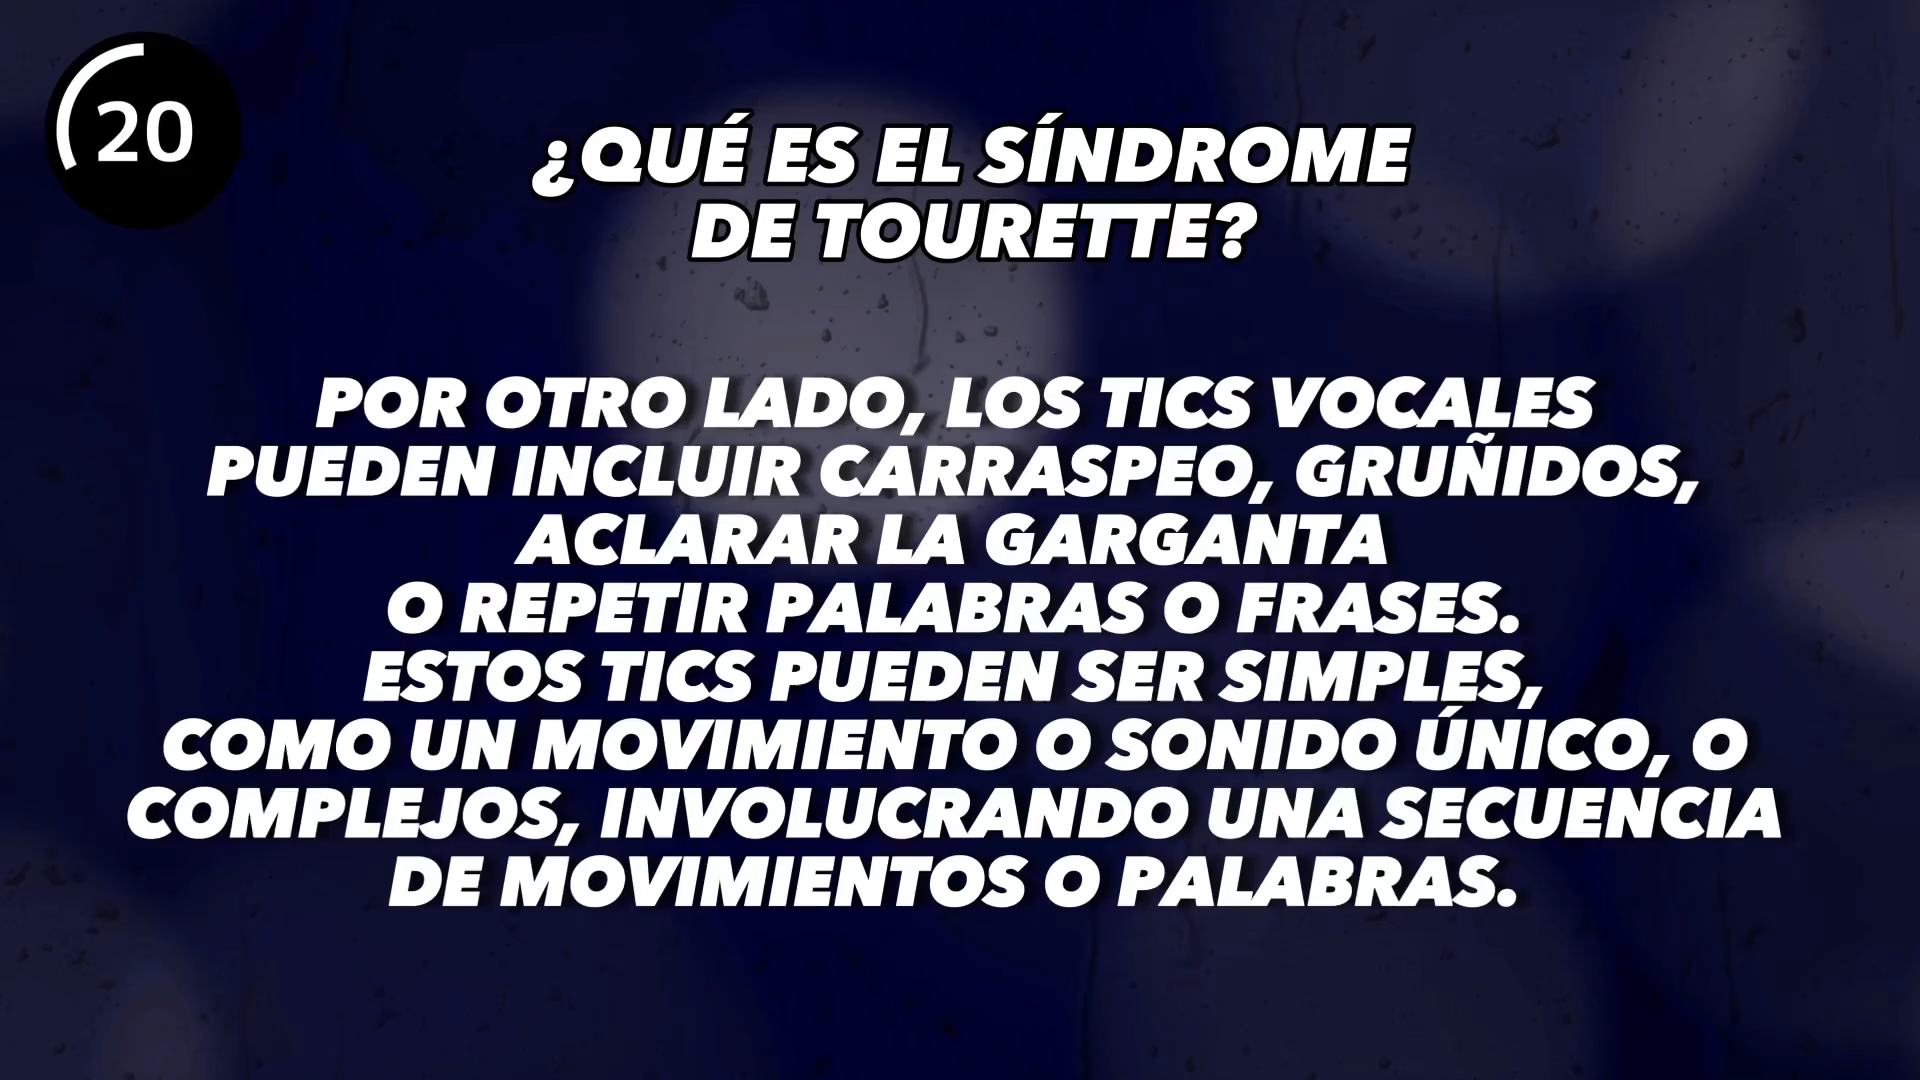 20
¿QUÉ ES EL SÍNDROME
DE TOURETTE?
POR OTRO LADO, LOS TICS VOCALES
PUEDEN INCLUIR CARRASPEO, GRUÑIDOS,
ACLARAR LA GARGANTA
O REPETIR PALABRAS O FRASES.
ESTOS TICS PUEDEN SER SIMPLES,
COMO UN MOVIMIENTO O SONIDO ÚNICO, O
COMPLEJOS, INVOLUCRANDO UNA SECUENCIA
DE MOVIMIENTOS O PALABRAS.